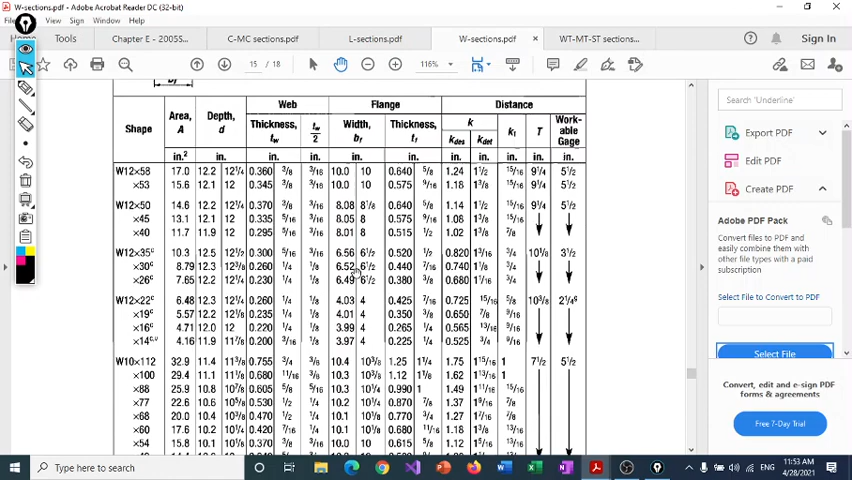 W-sections.pdf - Adobe Acrobat Reader DC (32-bit)
View Sign Window Help
Tools Chapter E - 2005S... C-MC sections.pdf L-sections.pdf W-sections.pdf × WT-MT-ST sections.... Sign In
15 / 18 116%
Shape Area, A Depth, d Web Flange Distance
Thickness, tw tw/2 Width, bf Thickness, tf k k1 T Work-able Gage
kdes kdet
in.² in. in. in. in. in. in. in. in. in. in.
W12×58 17.0 12.2 12¼ 0.360 3/8 3/16 10.0 10 0.640 5/8 1.24 1½ 15/16 9¼ 5½
×53 15.6 12.1 12 0.345 3/8 3/16 10.0 10 0.575 9/16 1.18 1⅜ 15/16 9¼ 5½
W12×50 14.6 12.2 12¼ 0.370 3/8 3/16 8.08 8⅛ 0.640 5/8 1.14 1½ 15/16 9¼ 5½
×45 13.1 12.1 12 0.335 5/16 3/16 8.05 8 0.575 9/16 1.08 1⅜ 15/16
×40 11.7 11.9 12 0.295 5/16 3/16 8.01 8 0.515 1/2 1.02 1⅜ 7/8
W12×35ᶜ 10.3 12.5 12½ 0.300 5/16 3/16 6.56 6½ 0.520 1/2 0.820 1 3/16 3/4 10⅛ 3½
×30ᶜ 8.79 12.3 12⅜ 0.260 1/4 1/8 6.52 6½ 0.440 7/16 0.740 1⅛ 3/4
×26ᶜ 7.65 12.2 12¼ 0.230 1/4 1/8 6.49 6½ 0.380 3/8 0.680 1 1/16 3/4
W12×22ᶜ 6.48 12.3 12¼ 0.260 1/4 1/8 4.03 4 0.425 7/16 0.725 15/16 5/8 10⅜ 2¼ᵍ
×19ᶜ 5.57 12.2 12⅛ 0.235 1/4 1/8 4.01 4 0.350 3/8 0.650 7/8 9/16
×16ᶜ 4.71 12.0 12 0.220 1/4 1/8 3.99 4 0.265 1/4 0.565 13/16 9/16
×14ᶜ,ᵛ 4.16 11.9 11⅞ 0.200 3/16 1/8 3.97 4 0.225 1/4 0.525 3/4 9/16
W10×112 32.9 11.4 11⅜ 0.755 3/4 3/8 10.4 10⅜ 1.25 1¼ 1.75 1 15/16 1 7½ 5½
×100 29.4 11.1 11⅛ 0.680 11/16 3/8 10.3 10⅜ 1.12 1⅛ 1.62 1 13/16 1
×88 25.9 10.8 10⅞ 0.605 5/8 5/16 10.3 10¼ 0.990 1 1.49 1 11/16 15/16
×77 22.6 10.6 10⅝ 0.530 1/2 1/4 10.2 10¼ 0.870 7/8 1.37 1 9/16 7/8
×68 20.0 10.4 10⅜ 0.470 1/2 1/4 10.1 10⅛ 0.770 3/4 1.27 1 7/16 7/8
×60 17.6 10.2 10¼ 0.420 7/16 1/4 10.1 10⅛ 0.680 11/16 1.18 1⅜ 13/16
×54 15.8 10.1 10⅛ 0.370 3/8 3/16 10.0 10 0.615 5/8 1.12 13/16
Search 'Underline'
Export PDF
Edit PDF
Create PDF
Adobe PDF Pack
Convert files to PDF and
easily combine them with
other file types with a paid
subscription
Select File to Convert to PDF
Select File
Convert, edit and e-sign PDF
forms & agreements
Free 7-Day Trial
Type here to search
ENG 11:53 AM
4/28/2021